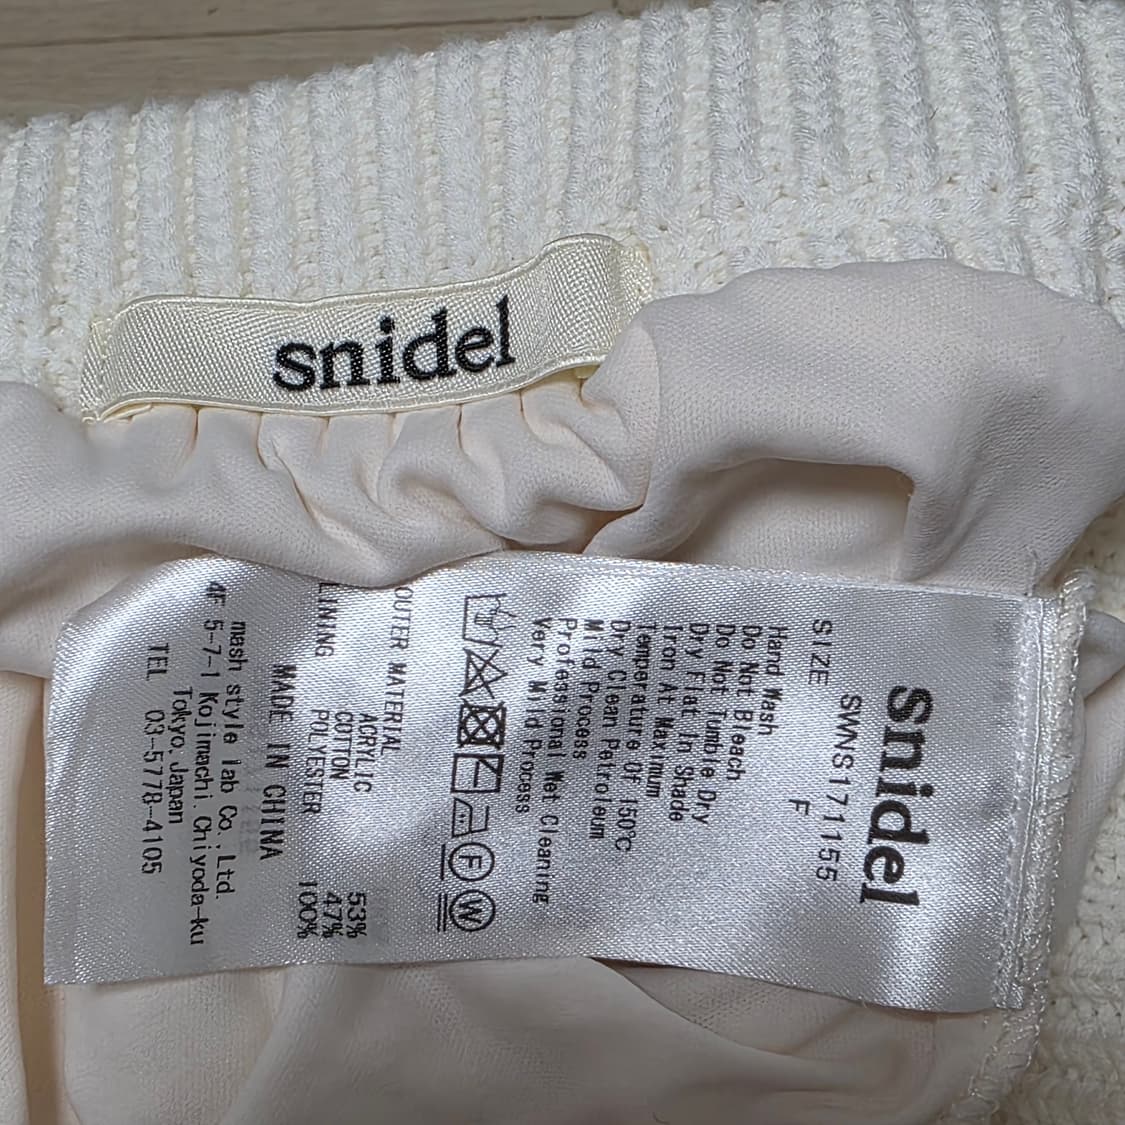 snidel
snidel
SWNS171155
SIZE F
Hand Wash
Do Not Bleach
Do Not Tumble Dry
Dry Flat In Shade
Iron At Maximum
Temperature Of 150℃
Dry Clean Petroleum
Mild Process
Professional Wet Cleaning
Very Mild Process
F W
OUTER MATERIAL
ACRYLIC 53%
COTTON 47%
LINING POLYESTER 100%
MADE IN CHINA
mash style lab Co., Ltd.
4F 5-7-1 Kojimachi, Chiyoda-ku
Tokyo, Japan
TEL 03-5778-4105